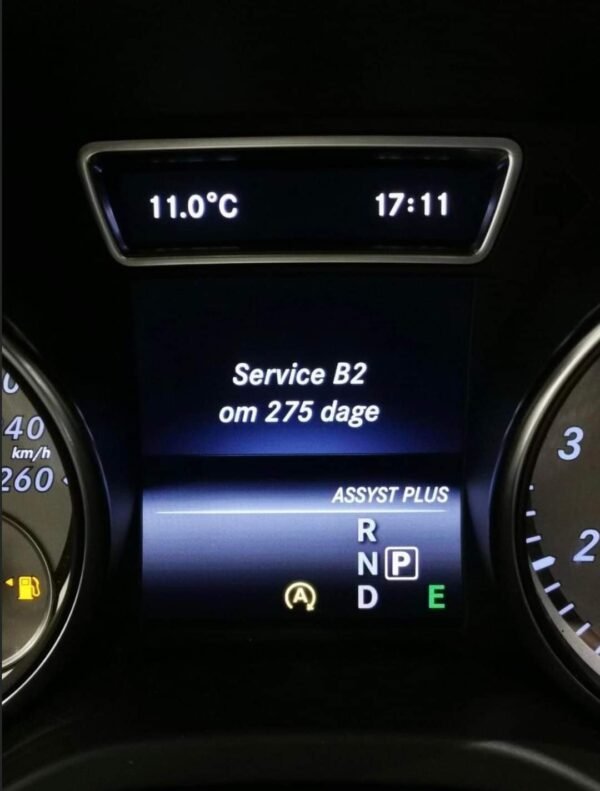 11.0°C 17:11
Service B2
om 275 dage
ASSYST PLUS
R
N P
D E
A
40
km/h
260
3
2